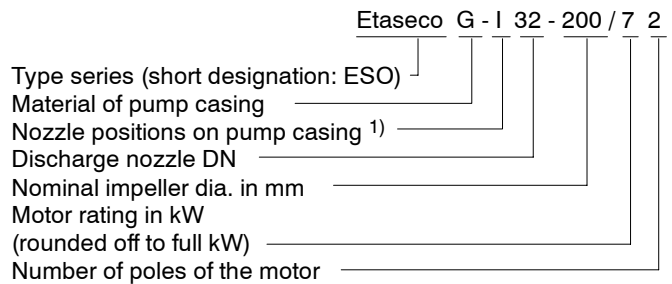 Etaseco G - I 32 - 200 / 7 2
Type series (short designation: ESO)
Material of pump casing
Nozzle positions on pump casing 1)
Discharge nozzle DN
Nominal impeller dia. in mm
Motor rating in kW
(rounded off to full kW)
Number of poles of the motor